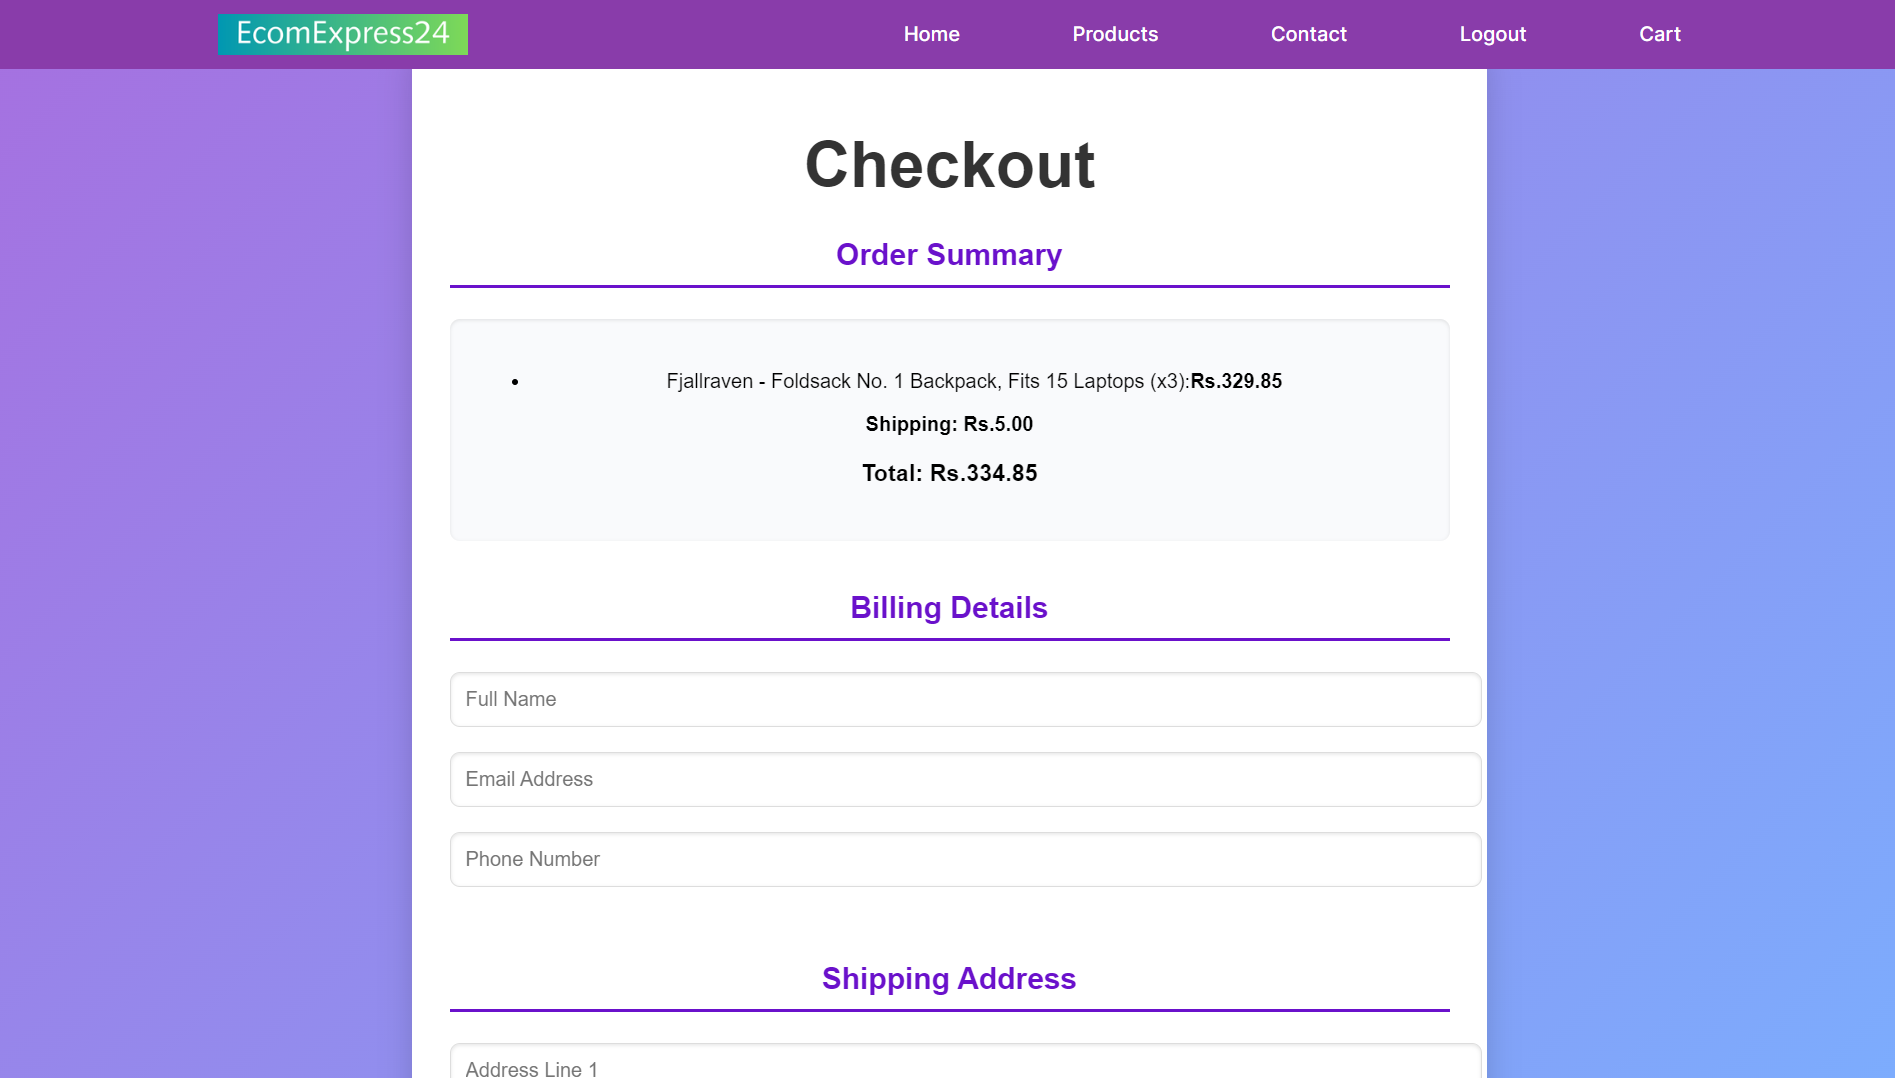 EcomExpress24
Home
Products
Contact
Logout
Cart
Checkout
Order Summary
Fjallraven - Foldsack No. 1 Backpack, Fits 15 Laptops (x3):Rs.329.85
Shipping: Rs.5.00
Total: Rs.334.85
Billing Details
Full Name
Email Address
Phone Number
Shipping Address
Address Line 1